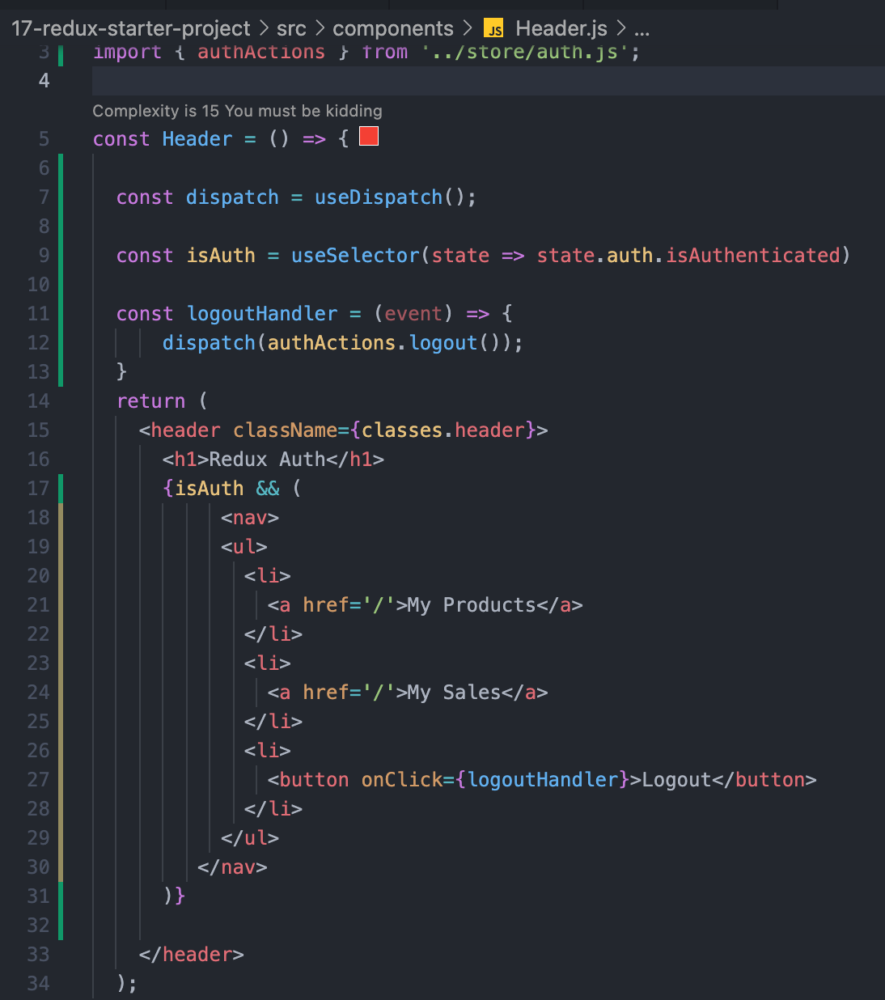 17-redux-starter-project > src > components > JS Header.js > ...
3 import { authActions } from '../store/auth.js';
4
Complexity is 15 You must be kidding
5 const Header = () => {
6
7   const dispatch = useDispatch();
8
9   const isAuth = useSelector(state => state.auth.isAuthenticated)
10
11   const logoutHandler = (event) => {
12       dispatch(authActions.logout());
13   }
14   return (
15     <header className={classes.header}>
16       <h1>Redux Auth</h1>
17       {isAuth && (
18            <nav>
19            <ul>
20              <li>
21                <a href='/'>My Products</a>
22              </li>
23              <li>
24                <a href='/'>My Sales</a>
25              </li>
26              <li>
27                <button onClick={logoutHandler}>Logout</button>
28              </li>
29            </ul>
30          </nav>
31       )}
32
33     </header>
34   );